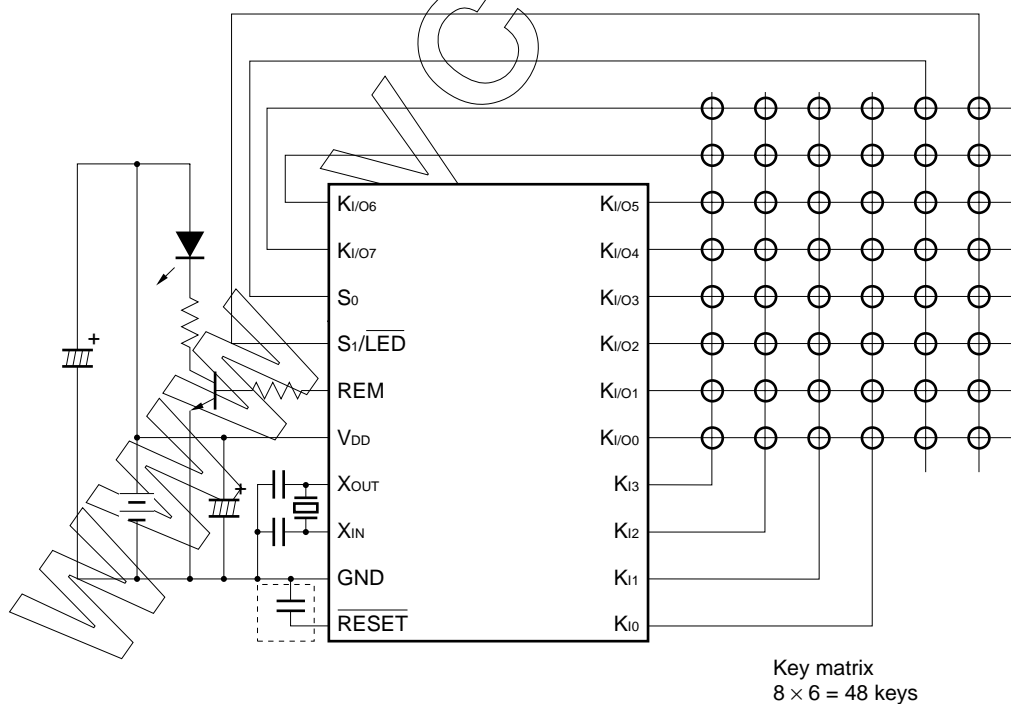 KI/O6
KI/O7
S0
S1/LED
REM
VDD
XOUT
XIN
GND
RESET
KI/O5
KI/O4
KI/O3
KI/O2
KI/O1
KI/O0
KI3
KI2
KI1
KI0
+
+
Key matrix
8 × 6 = 48 keys
WWW.C